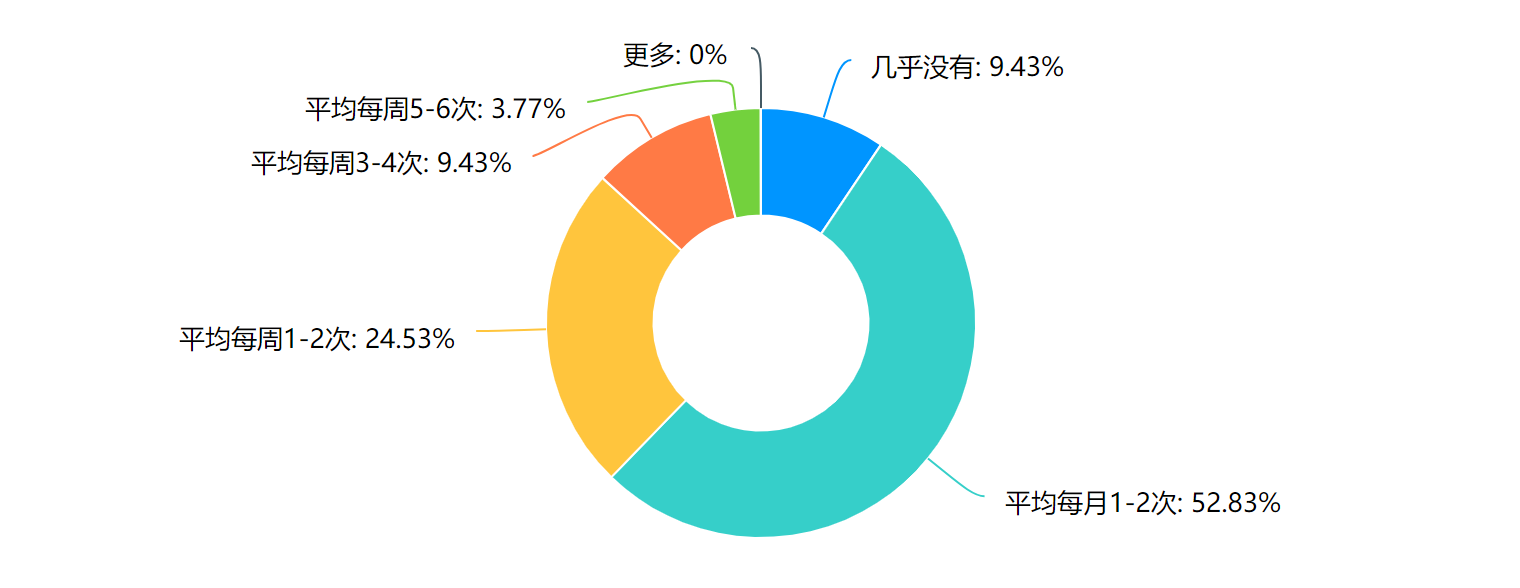 更多: 0%
几乎没有: 9.43%
平均每周5-6次: 3.77%
平均每周3-4次: 9.43%
平均每周1-2次: 24.53%
平均每月1-2次: 52.83%